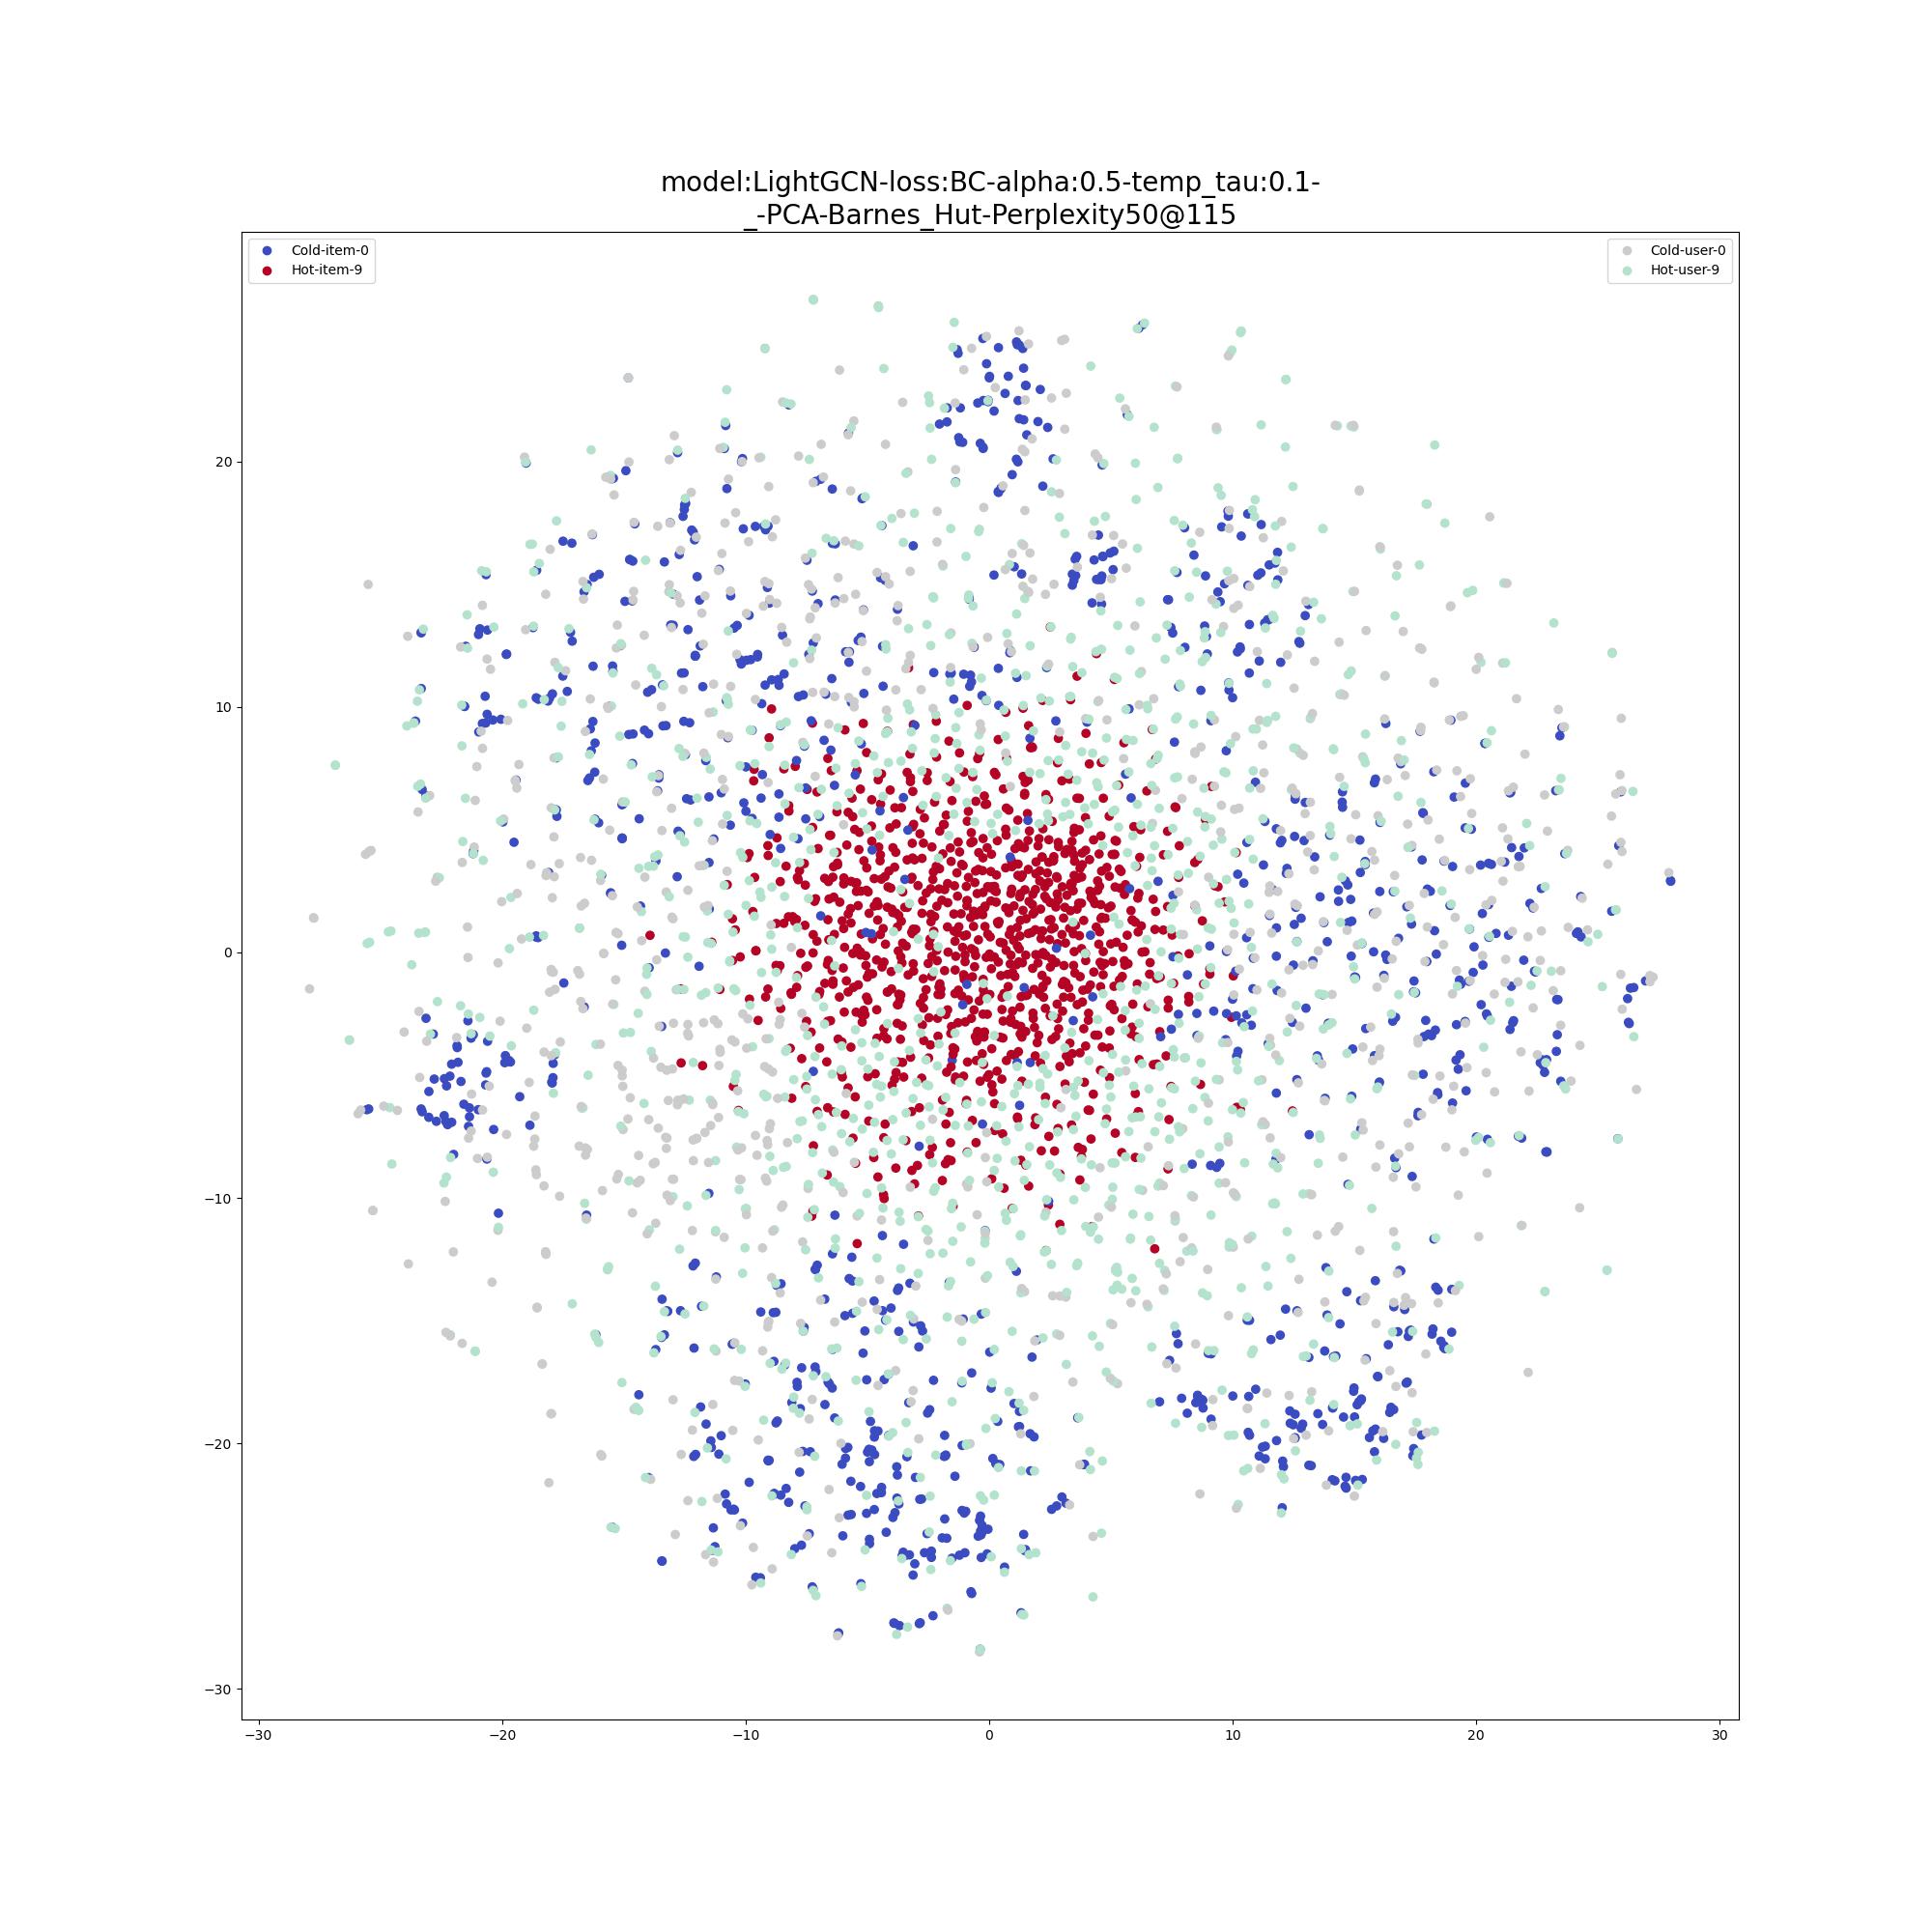 model:LightGCN-loss:BC-alpha:0.5-temp_tau:0.1-
_-PCA-Barnes_Hut-Perplexity50@115
Cold-item-0
Hot-item-9
Cold-user-0
Hot-user-9
20
10
0
−10
−20
−30
−30
−20
−10
0
10
20
30